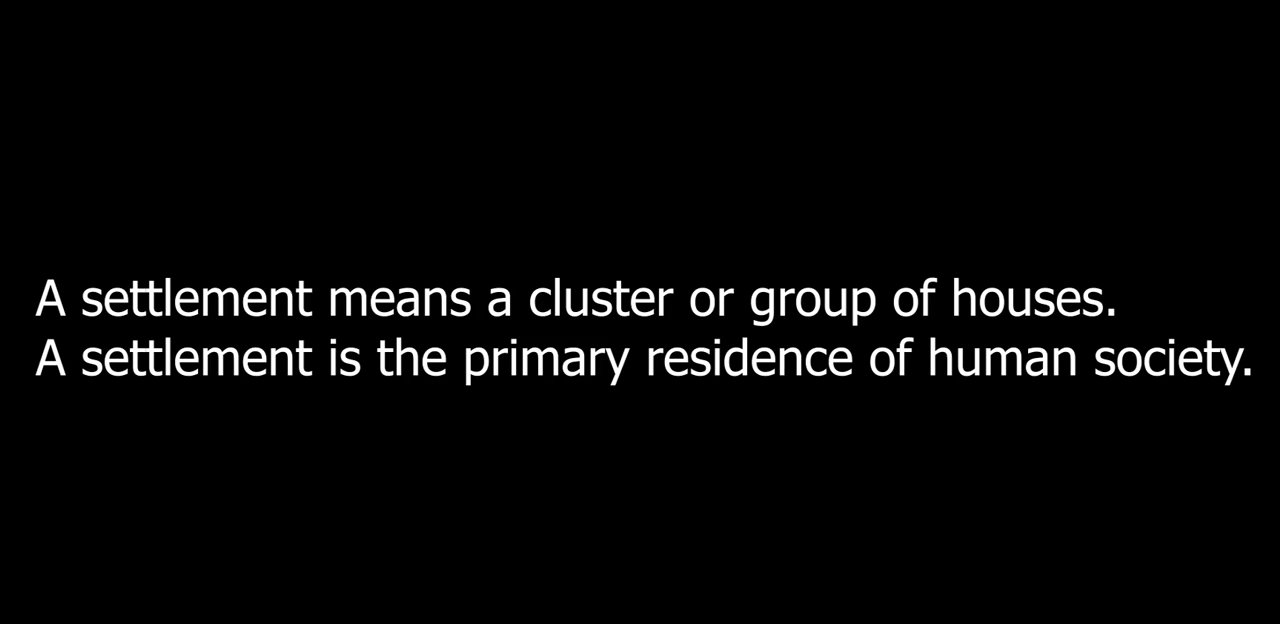 A settlement means a cluster or group of houses.
A settlement is the primary residence of human society.